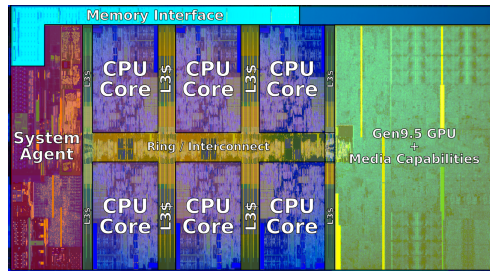 Memory Interface
CPU Core
CPU Core
CPU Core
L3$
L3$
L3$
L3$
System Agent
Ring / Interconnect
Gen9.5 GPU
+
Media Capabilities
CPU Core
CPU Core
CPU Core
L3$
L3$
L3$
L3$